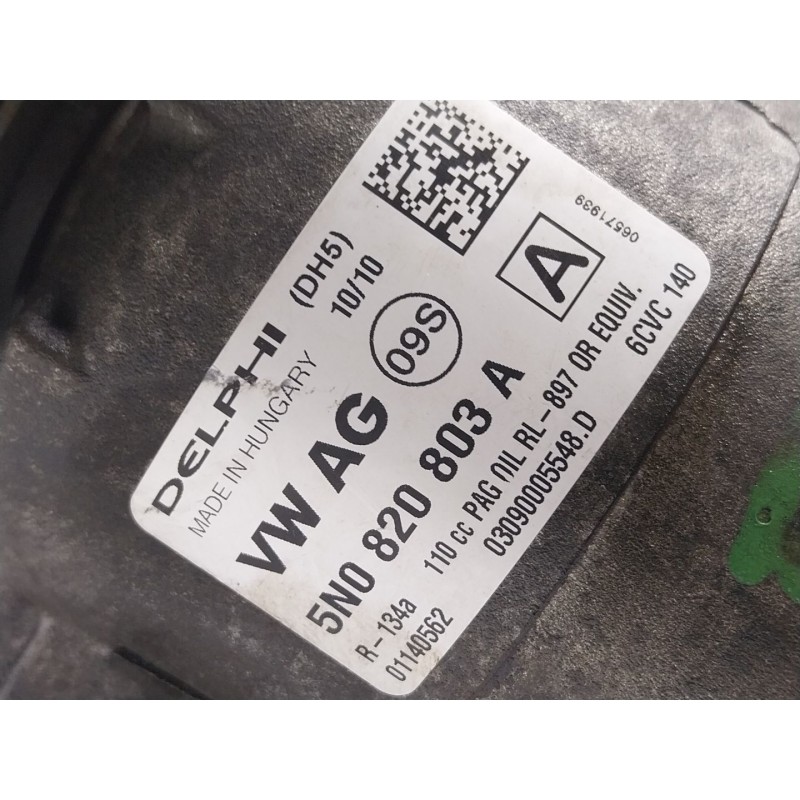 DELPHI (DH5)
MADE IN HUNGARY 10/10
VW AG 09S A
5N0 820 803 A
R-134a 110 cc PAG OIL RL-897 OR EQUIV.
01140562 03090005548.D 6CVC 140
06571939